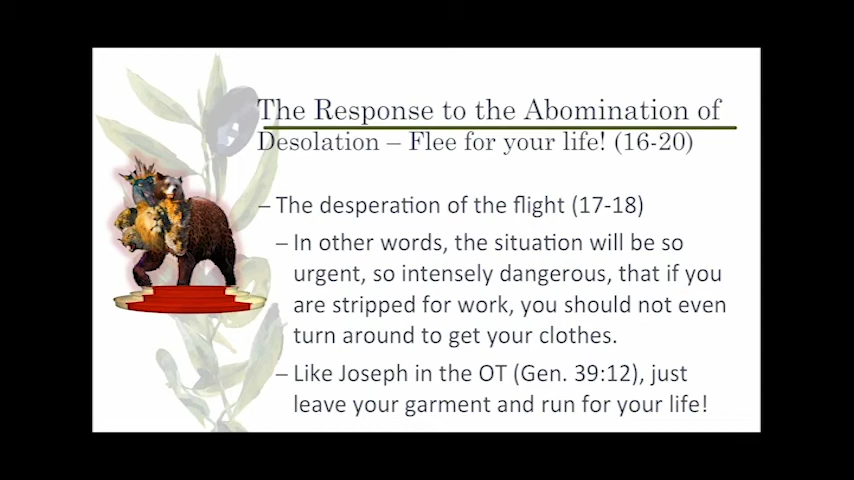 The Response to the Abomination of
Desolation – Flee for your life! (16-20)
– The desperation of the flight (17-18)
– In other words, the situation will be so
urgent, so intensely dangerous, that if you
are stripped for work, you should not even
turn around to get your clothes.
– Like Joseph in the OT (Gen. 39:12), just
leave your garment and run for your life!